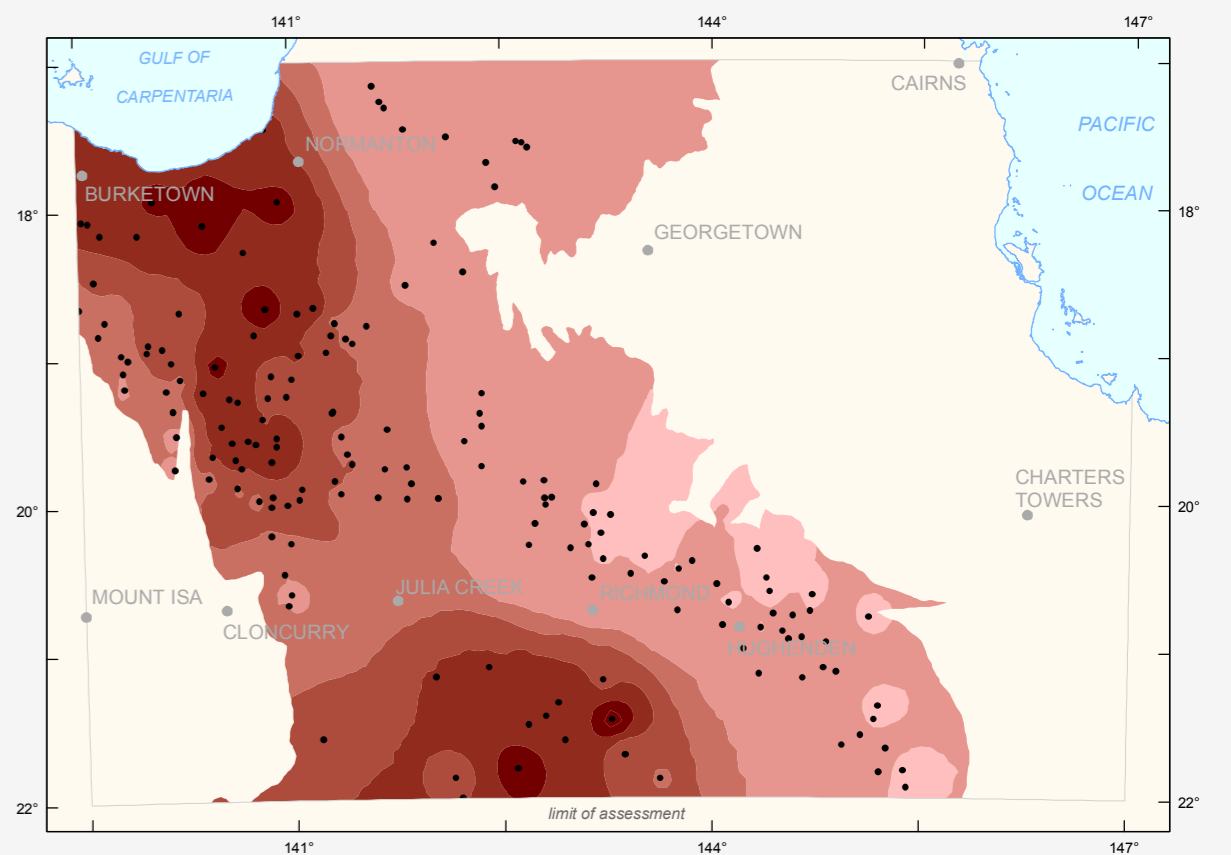 141°
144°
147°
GULF OF
CARPENTARIA
CAIRNS
PACIFIC
OCEAN
NORMANTON
BURKETOWN
18°
18°
GEORGETOWN
CHARTERS
TOWERS
20°
20°
MOUNT ISA
JULIA CREEK
RICHMOND
CLONCURRY
HUGHENDEN
22°
22°
limit of assessment
141°
144°
147°